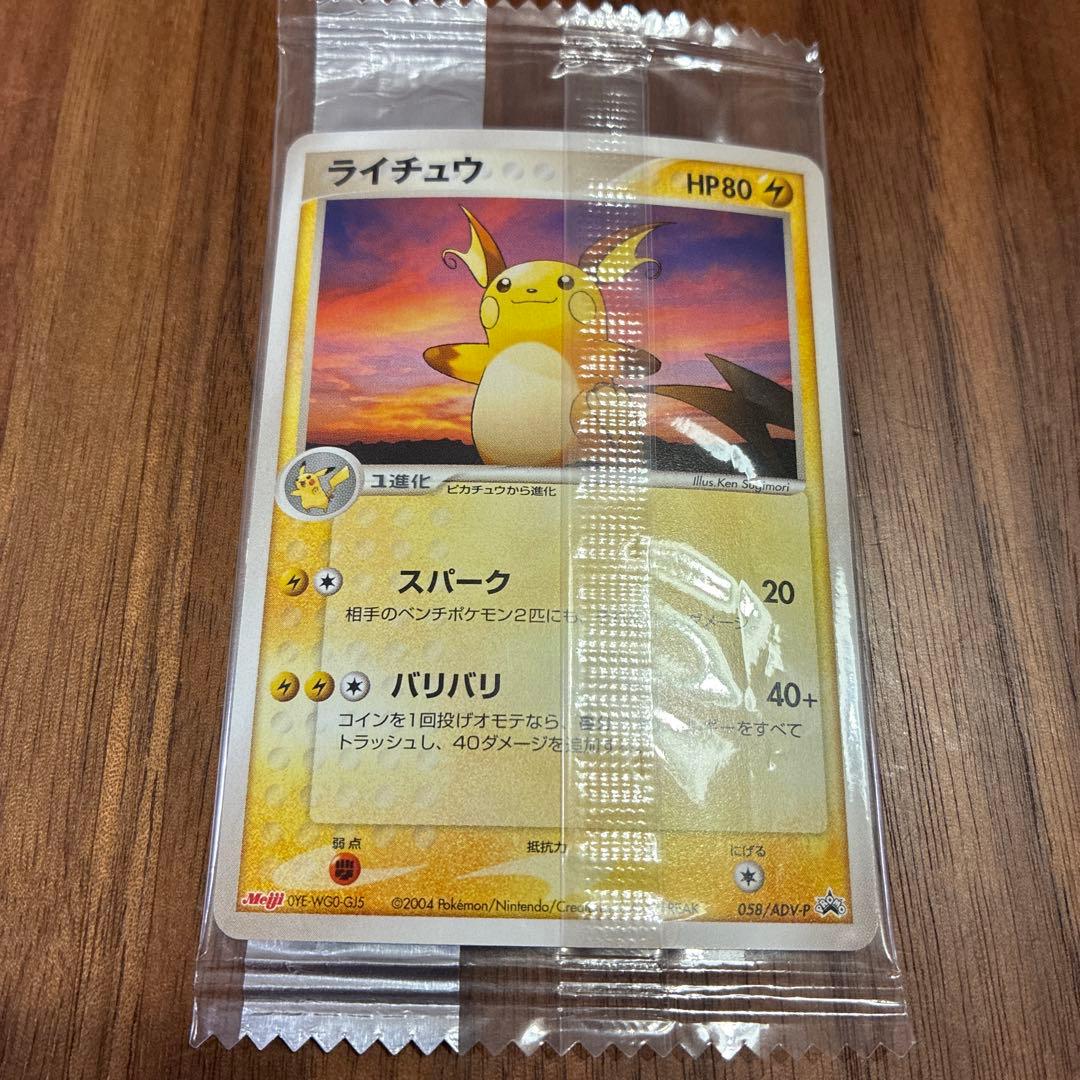 ライチュウ
HP80
1進化
ピカチュウから進化
Illus.Ken Sugimori
スパーク
20
相手のベンチポケモン2匹にも、
ダメージ
バリバリ
40+
コインを1回投げオモテなら、
をすべて
トラッシュし、40ダメージを追加
弱点
抵抗力
にげる
Meiji 0YE-WG0-GJ5
©2004 Pokémon/Nintendo/
058/ADV-P